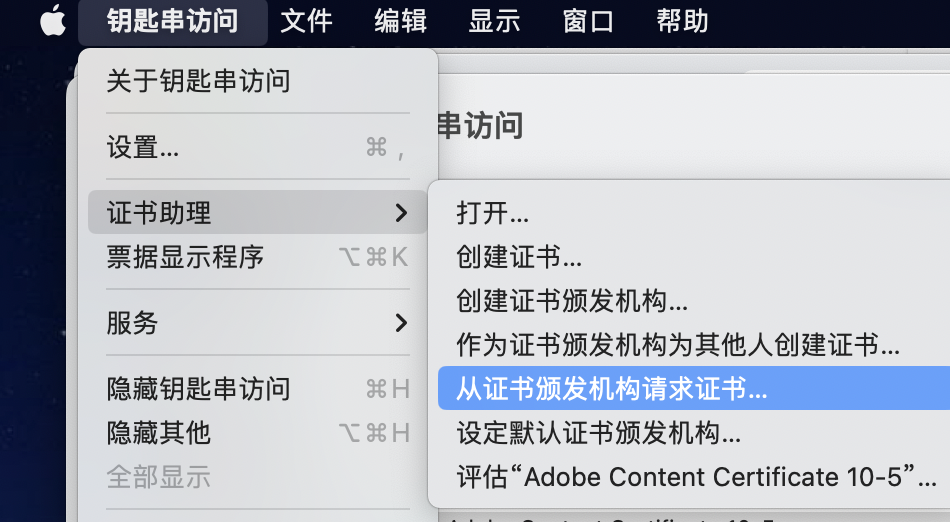 钥匙串访问 文件 编辑 显示 窗口 帮助
关于钥匙串访问
串访问
设置... ⌘ ,
证书助理
票据显示程序 ⌥⌘K
服务
隐藏钥匙串访问 ⌘H
隐藏其他 ⌥⌘H
全部显示
打开...
创建证书...
创建证书颁发机构...
作为证书颁发机构为其他人创建证书...
从证书颁发机构请求证书...
设定默认证书颁发机构...
评估“Adobe Content Certificate 10-5”...